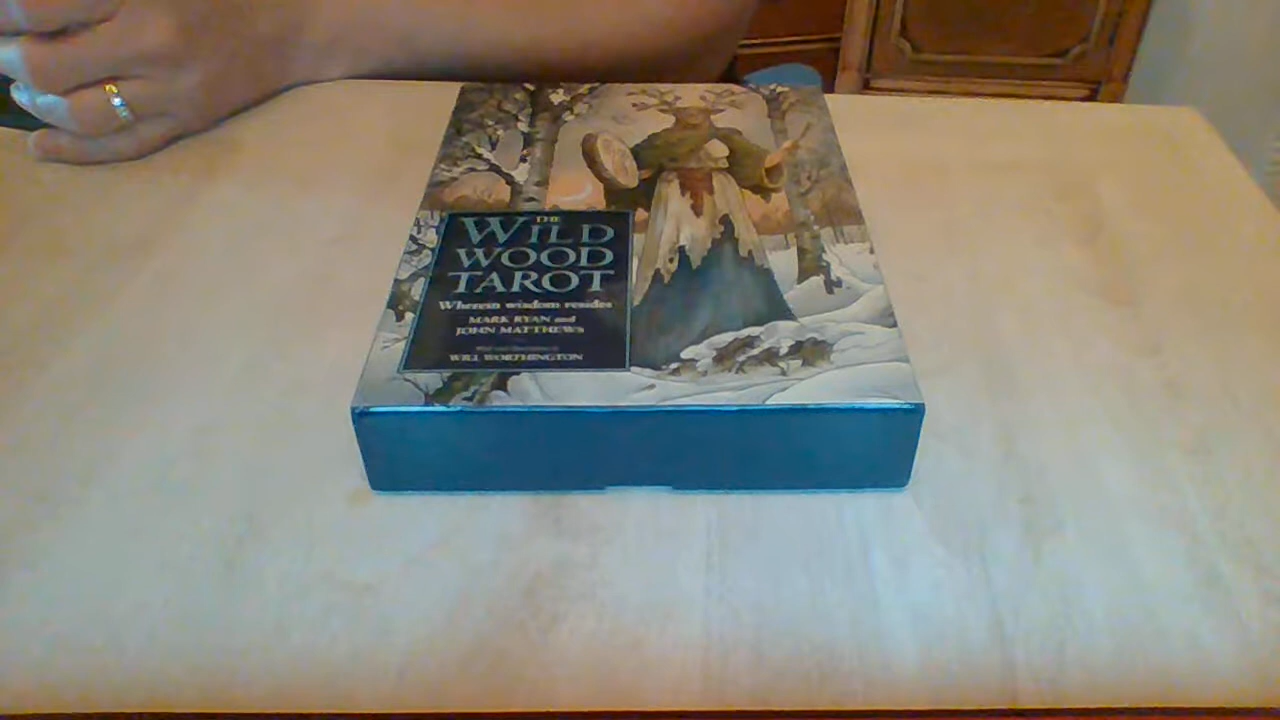 THE
WILD
WOOD
TAROT
Wherein wisdom resides
MARK RYAN and
JOHN MATTHEWS
WILL WORTHINGTON